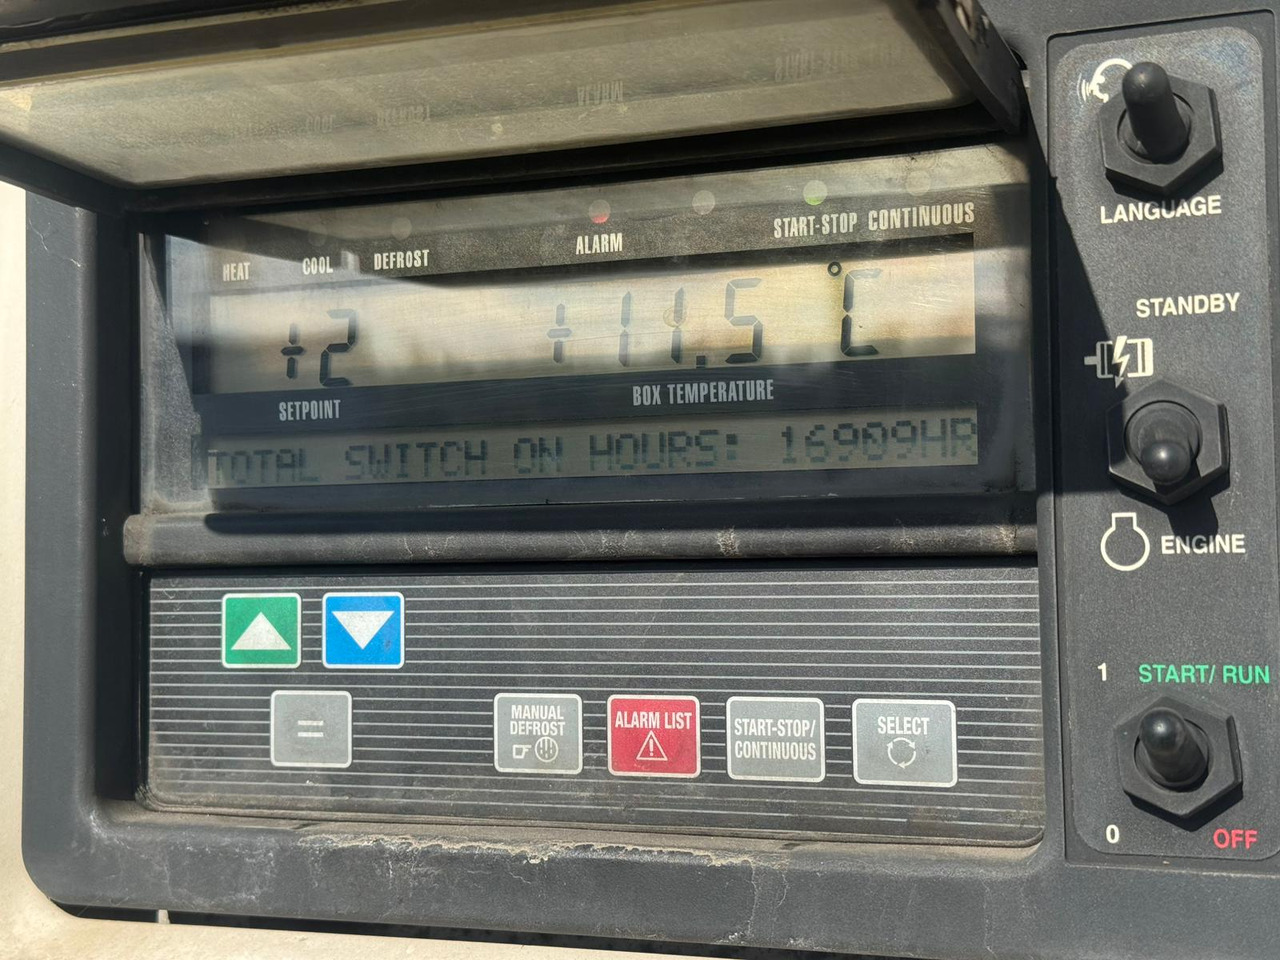 HEAT COOL DEFROST ALARM START-STOP CONTINUOUS
+2 +11.5 °C
SETPOINT BOX TEMPERATURE
TOTAL SWITCH ON HOURS: 16909HR
=
MANUAL DEFROST
ALARM LIST
START-STOP/
CONTINUOUS
SELECT
LANGUAGE
STANDBY
ENGINE
1 START/ RUN
0 OFF